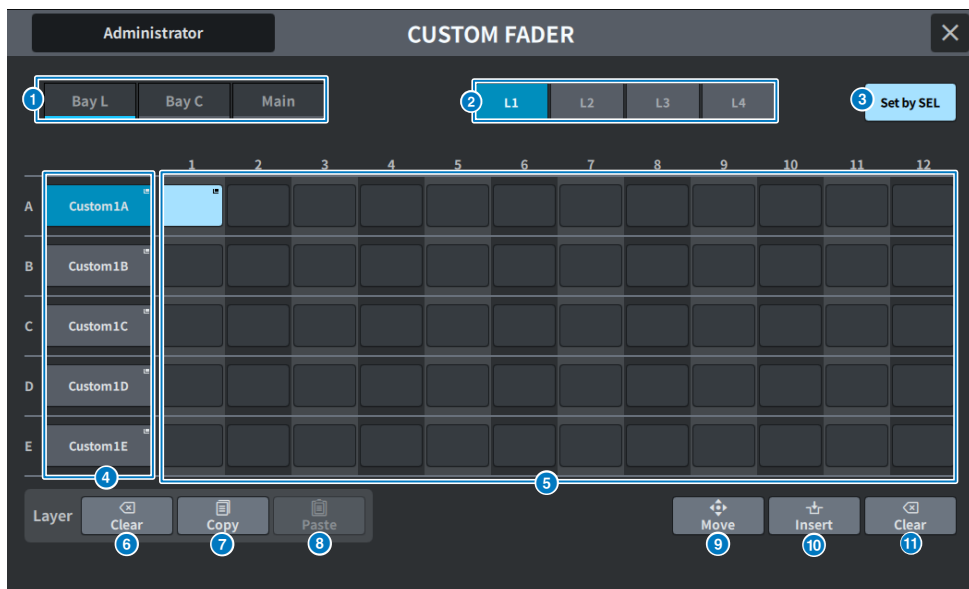 Administrator CUSTOM FADER
1 Bay L Bay C Main 2 L1 L2 L3 L4 3 Set by SEL
1 2 3 4 5 6 7 8 9 10 11 12
A Custom1A
B Custom1B
C Custom1C
D Custom1D
E Custom1E
4 5
Layer Clear Copy Paste Move Insert Clear
6 7 8 9 10 11